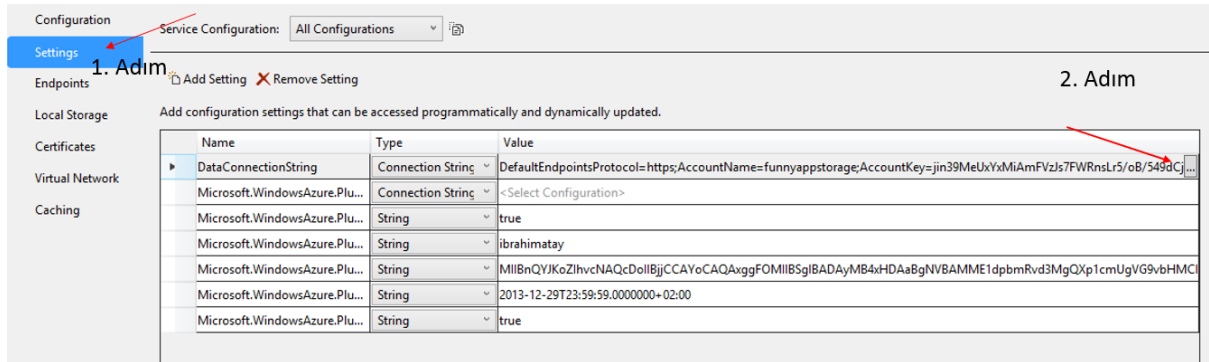 Configuration
Settings
Endpoints
Local Storage
Certificates
Virtual Network
Caching
Service Configuration: All Configurations
1. Adım
Add Setting Remove Setting
2. Adım
Add configuration settings that can be accessed programmatically and dynamically updated.
Name Type Value
DataConnectionString Connection String DefaultEndpointsProtocol=https;AccountName=funnyappstorage;AccountKey=jin39MeUxYxMiAmFVzJs7FWRnsLr5/oB/549dCj...
Microsoft.WindowsAzure.Plu... Connection String <Select Configuration>
Microsoft.WindowsAzure.Plu... String true
Microsoft.WindowsAzure.Plu... String ibrahimatay
Microsoft.WindowsAzure.Plu... String MIIBnQYJKoZIhvcNAQcDoIIBjjCCAYoCAQAxggFOMIIBSgIBADAyMB4xHDAaBgNVBAMME1dpbmRvd3MgQXp1cmUgVG9vbHMCI
Microsoft.WindowsAzure.Plu... String 2013-12-29T23:59:59.0000000+02:00
Microsoft.WindowsAzure.Plu... String true